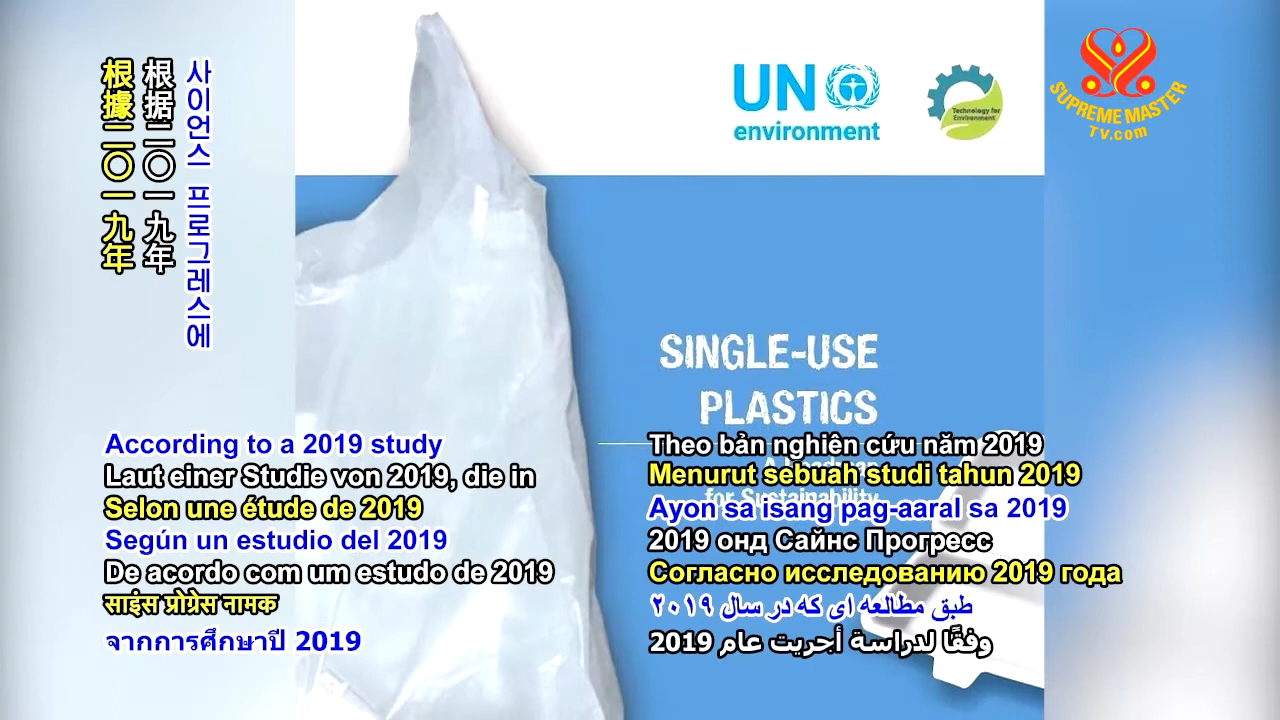 根據二〇一九年
根据二〇一九年
사이언스 프로그레스에
UN
environment
Technology for
Environment
SUPREME MASTER
TV.com
SINGLE-USE
PLASTICS
for Sustainability
According to a 2019 study
Laut einer Studie von 2019, die in
Selon une étude de 2019
Según un estudio del 2019
De acordo com um estudo de 2019
साइंस प्रोग्रेस नामक
จากการศึกษาปี 2019
Theo bản nghiên cứu năm 2019
Menurut sebuah studi tahun 2019
Ayon sa isang pag-aaral sa 2019
2019 онд Сайнс Прогресс
Согласно исследованию 2019 года
طبق مطالعه ای که در سال ۲۰۱۹
وفقًا لدراسة أجريت عام 2019